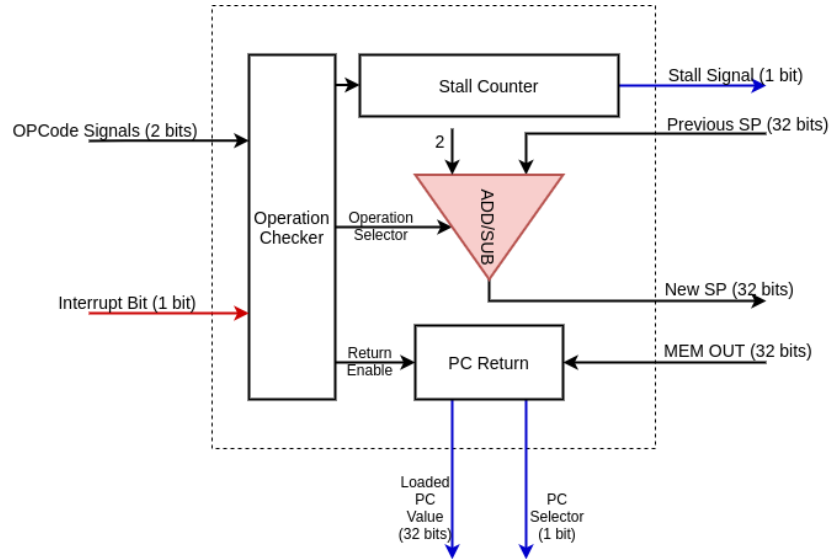 Stall Counter
Stall Signal (1 bit)
OPCode Signals (2 bits)
2
Previous SP (32 bits)
ADD/SUB
Operation
Checker
Operation
Selector
Interrupt Bit (1 bit)
New SP (32 bits)
Return
Enable
PC Return
MEM OUT (32 bits)
Loaded
PC
Value
(32 bits)
PC
Selector
(1 bit)